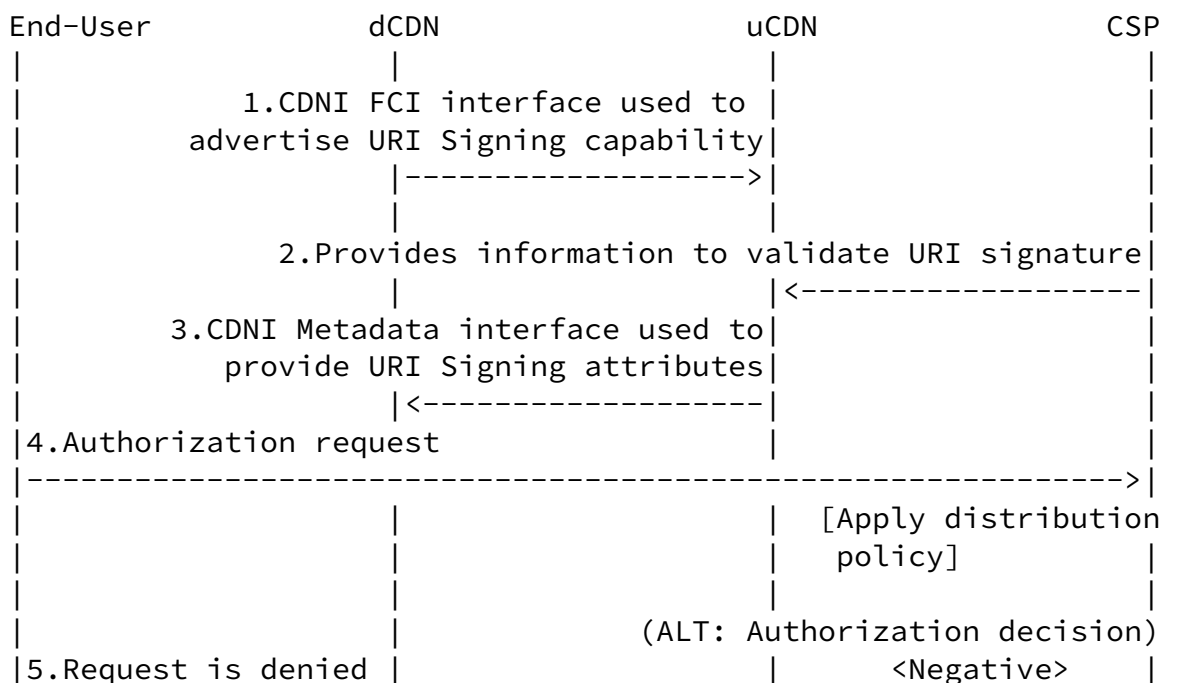 End-User dCDN uCDN CSP
1.CDNI FCI interface used to
advertise URI Signing capability
2.Provides information to validate URI signature
3.CDNI Metadata interface used to
provide URI Signing attributes
4.Authorization request
[Apply distribution
policy]
(ALT: Authorization decision)
5.Request is denied <Negative>